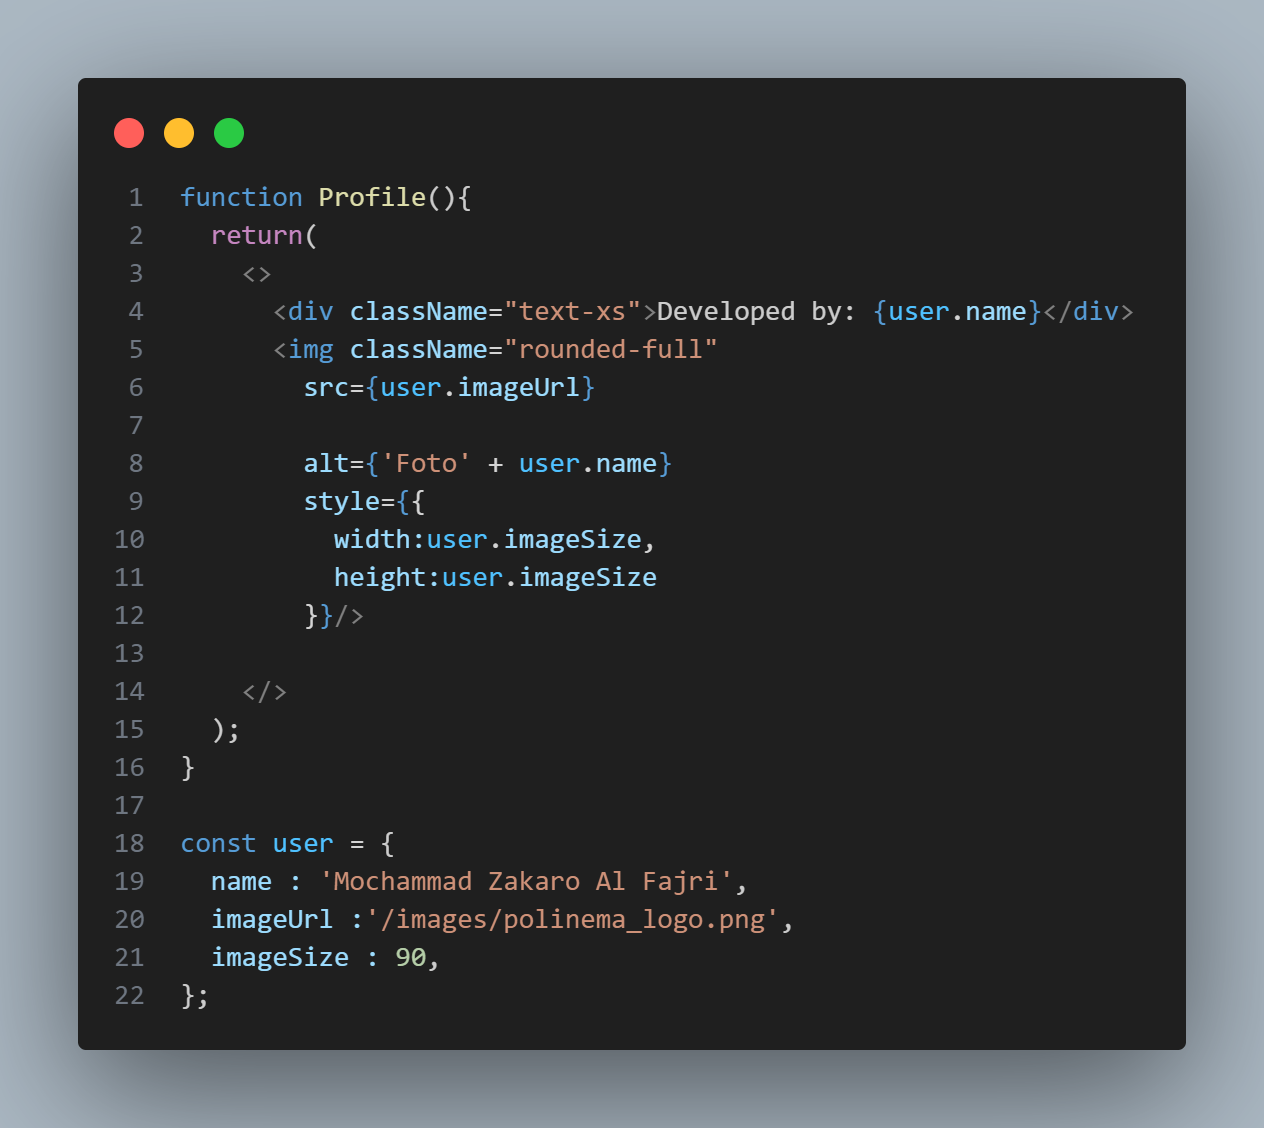 1 function Profile(){
2   return(
3     <>
4       <div className="text-xs">Developed by: {user.name}</div>
5       <img className="rounded-full"
6         src={user.imageUrl}
7
8         alt={'Foto' + user.name}
9         style={{
10           width:user.imageSize,
11           height:user.imageSize
12         }}/>
13
14     </>
15   );
16 }
17
18 const user = {
19   name : 'Mochammad Zakaro Al Fajri',
20   imageUrl :'/images/polinema_logo.png',
21   imageSize : 90,
22 };